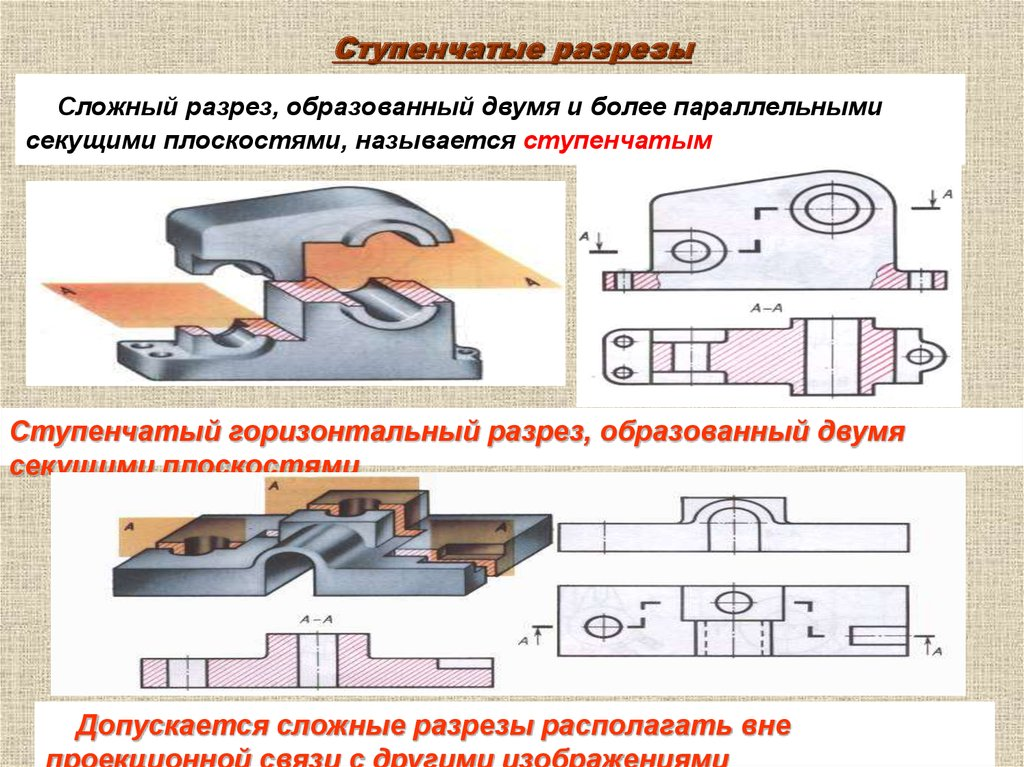 Ступенчатые разрезы
Сложный разрез, образованный двумя и более параллельными
секущими плоскостями, называется ступенчатым
А
А
А
А
А–А
Ступенчатый горизонтальный разрез, образованный двумя
секущими плоскостями
А
А
А
А–А
А
А
Допускается сложные разрезы располагать вне
проекционной связи с другими изображениями